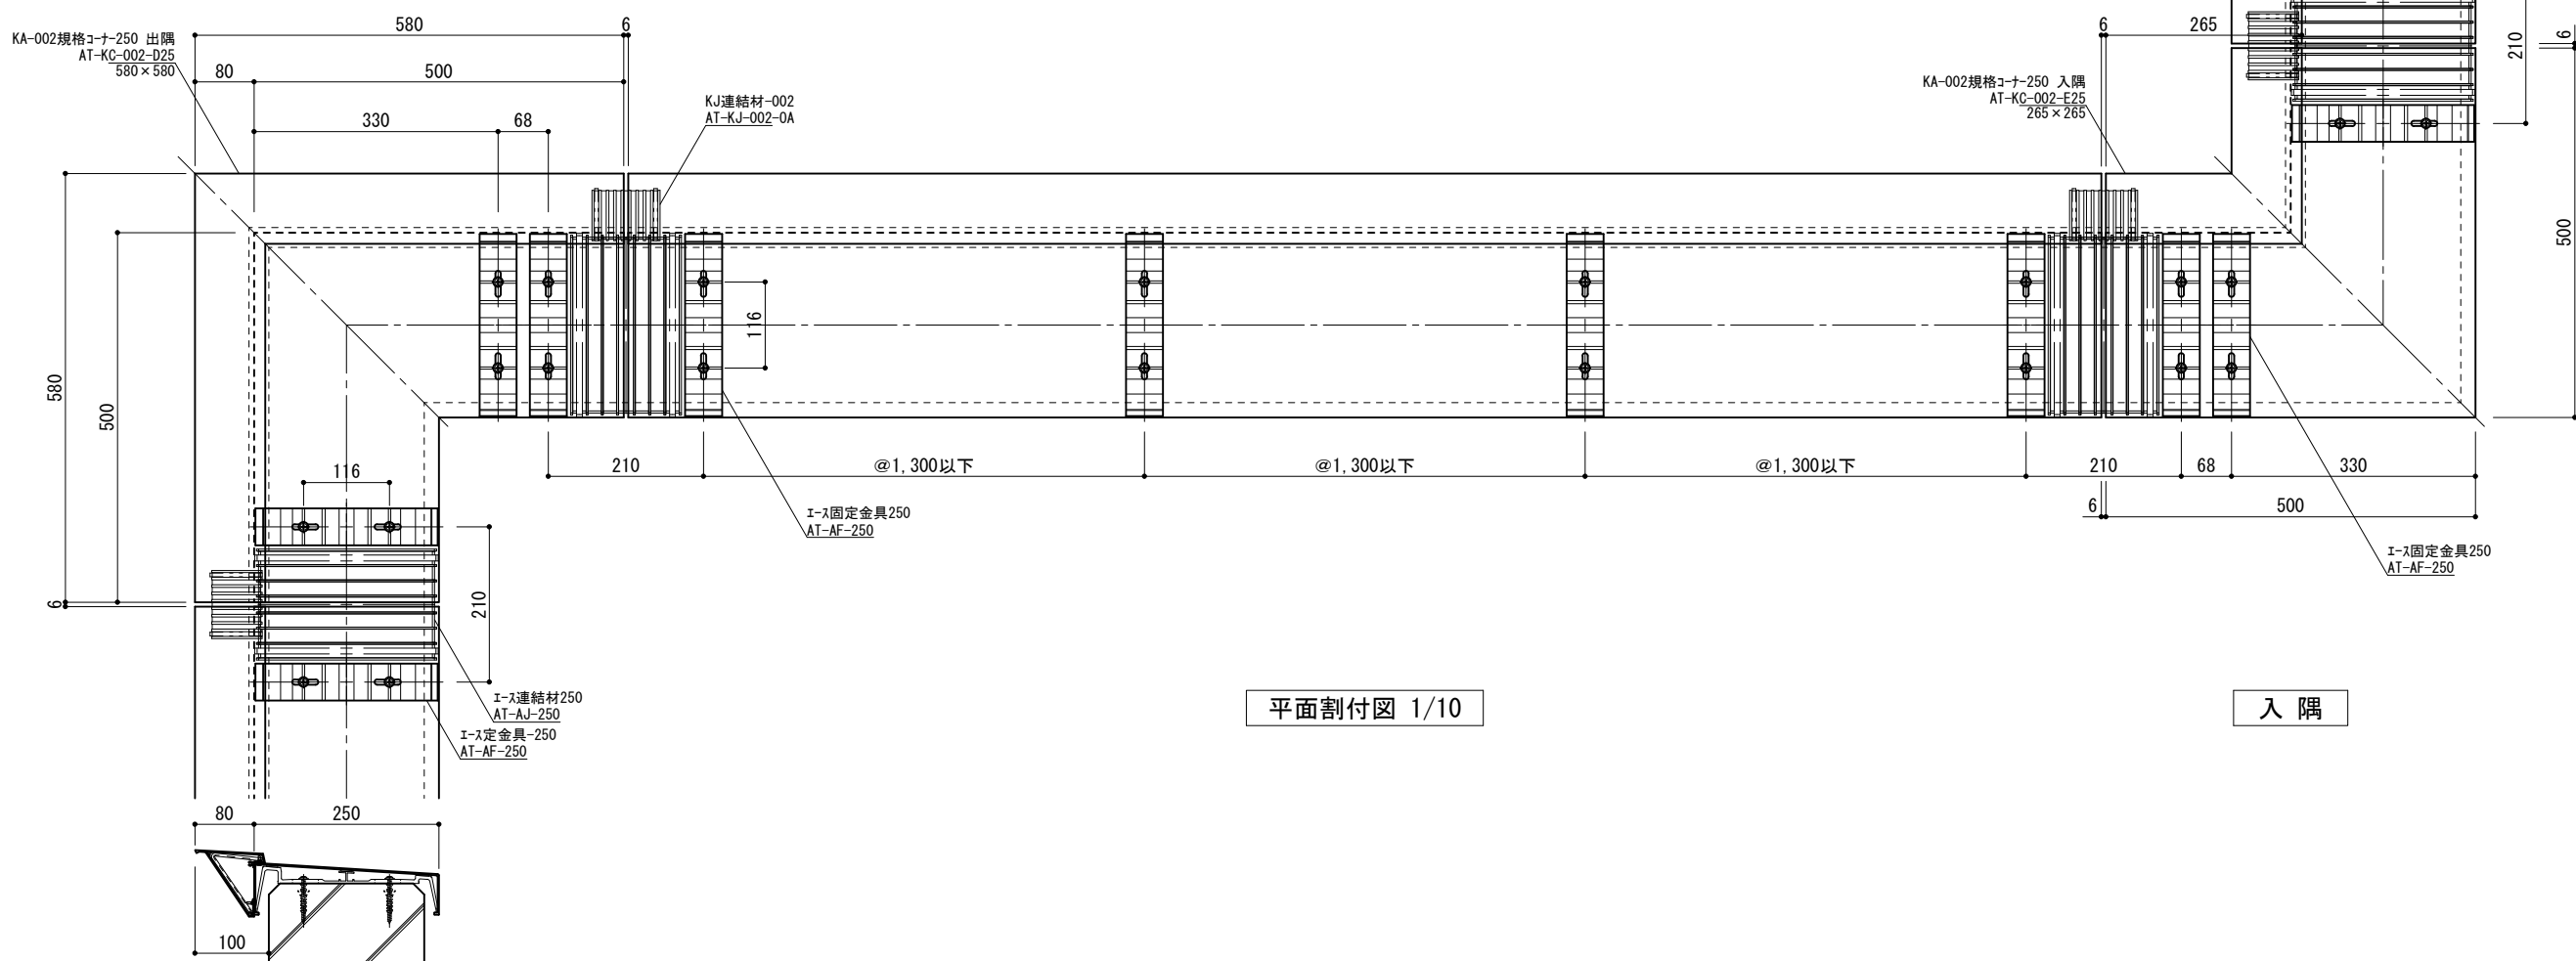 580
6
KA-002規格ｺｰﾅｰ250 出隅
AT-KC-002-D25
580×580
80
500
330
68
KJ連結材-002
AT-KJ-002-0A
6
265
KA-002規格ｺｰﾅｰ250 入隅
AT-KC-002-E25
265×265
210
6
500
580
500
6
116
116
210
@1,300以下
@1,300以下
@1,300以下
210
68
330
6
500
ｴｰｽ固定金具250
AT-AF-250
ｴｰｽ固定金具250
AT-AF-250
210
ｴｰｽ連結材250
AT-AJ-250
ｴｰｽ定金具-250
AT-AF-250
平面割付図 1/10
入 隅
80
250
100